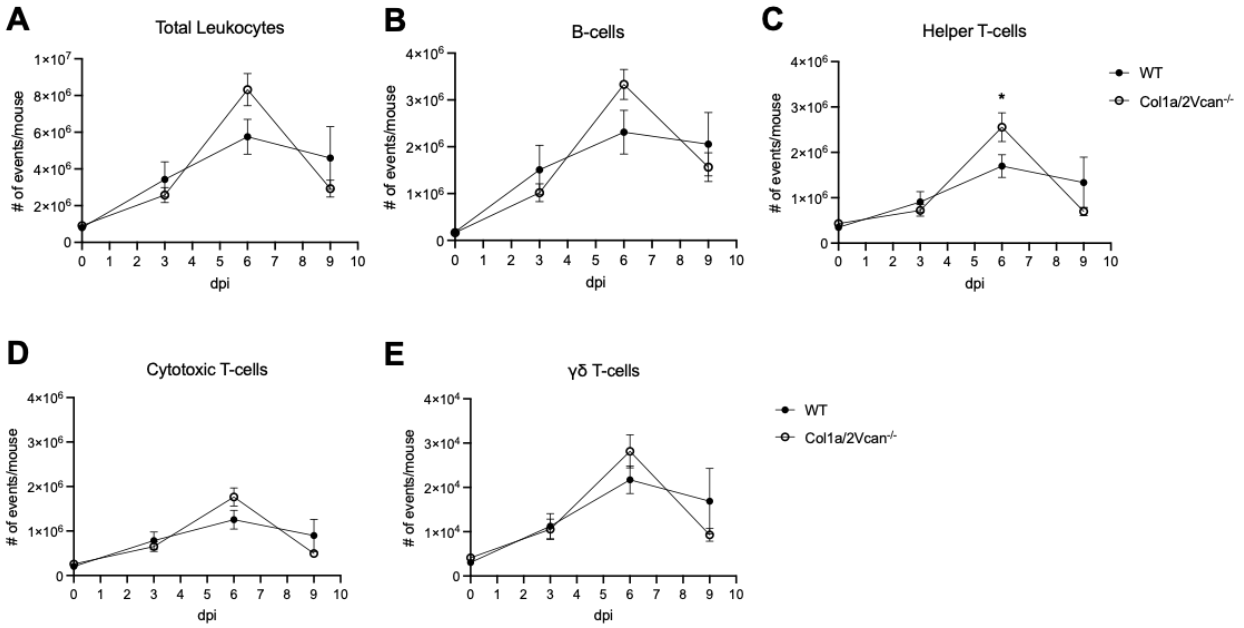 A
Total Leukocytes
# of events/mouse
1×10⁷
8×10⁶
6×10⁶
4×10⁶
2×10⁶
0
0 1 2 3 4 5 6 7 8 9 10
dpi
B
B-cells
# of events/mouse
4×10⁶
3×10⁶
2×10⁶
1×10⁶
0
0 1 2 3 4 5 6 7 8 9 10
dpi
C
Helper T-cells
# of events/mouse
4×10⁶
3×10⁶
2×10⁶
1×10⁶
0
*
0 1 2 3 4 5 6 7 8 9 10
dpi
WT
Col1a/2Vcan⁻/⁻
D
Cytotoxic T-cells
# of events/mouse
4×10⁶
3×10⁶
2×10⁶
1×10⁶
0
0 1 2 3 4 5 6 7 8 9 10
dpi
E
γδ T-cells
# of events/mouse
4×10⁴
3×10⁴
2×10⁴
1×10⁴
0
0 1 2 3 4 5 6 7 8 9 10
dpi
WT
Col1a/2Vcan⁻/⁻